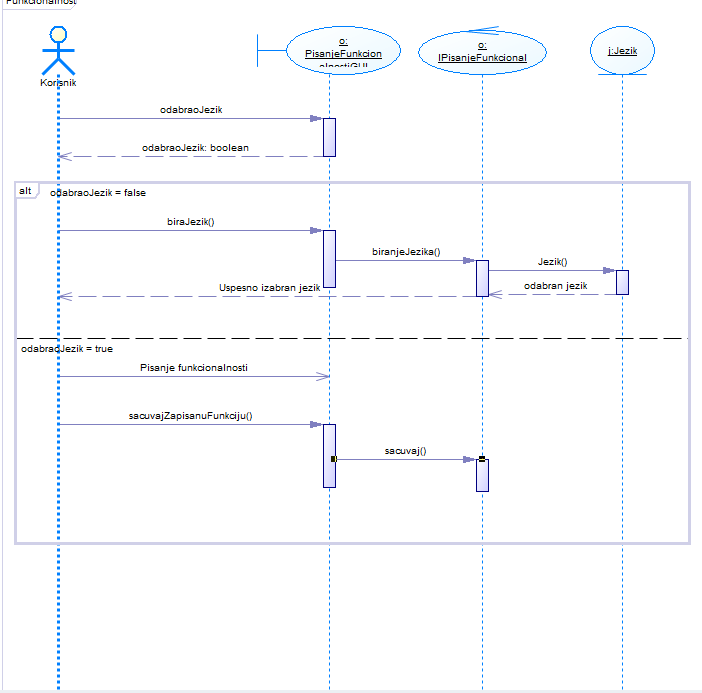 Funkcionalnost
o:
PisanjeFunkcion
alnostiGUI
o:
IPisanjeFunkcional
j:Jezik
Korisnik
odabraoJezik
odabraoJezik: boolean
alt
odabraoJezik = false
biraJezik()
biranjeJezika()
Jezik()
Uspesno izabran jezik
odabran jezik
odabraoJezik = true
Pisanje funkcionalnosti
sacuvajZapisanuFunkciju()
sacuvaj()